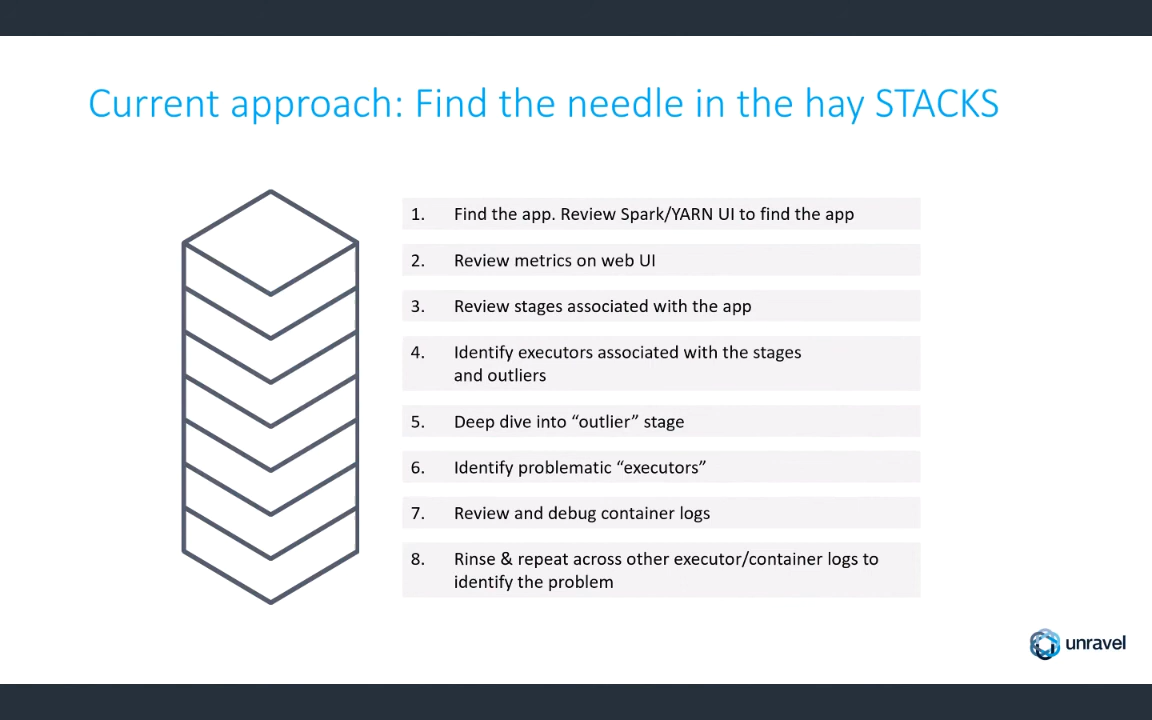 Current approach: Find the needle in the hay STACKS
1. Find the app. Review Spark/YARN UI to find the app
2. Review metrics on web UI
3. Review stages associated with the app
4. Identify executors associated with the stages
and outliers
5. Deep dive into “outlier” stage
6. Identify problematic “executors”
7. Review and debug container logs
8. Rinse & repeat across other executor/container logs to
identify the problem
unravel